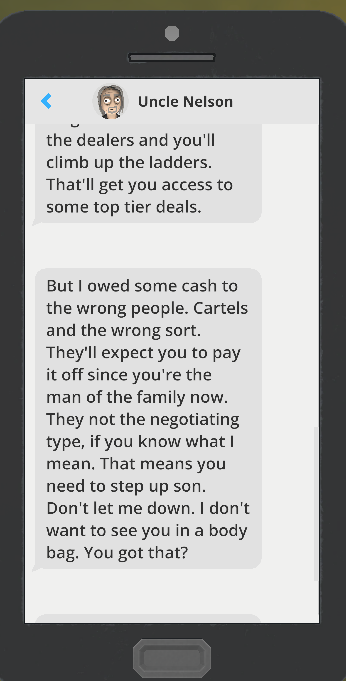 Uncle Nelson
the dealers and you'll
climb up the ladders.
That'll get you access to
some top tier deals.
But I owed some cash to
the wrong people. Cartels
and the wrong sort.
They'll expect you to pay
it off since you're the
man of the family now.
They not the negotiating
type, if you know what I
mean. That means you
need to step up son.
Don't let me down. I don't
want to see you in a body
bag. You got that?